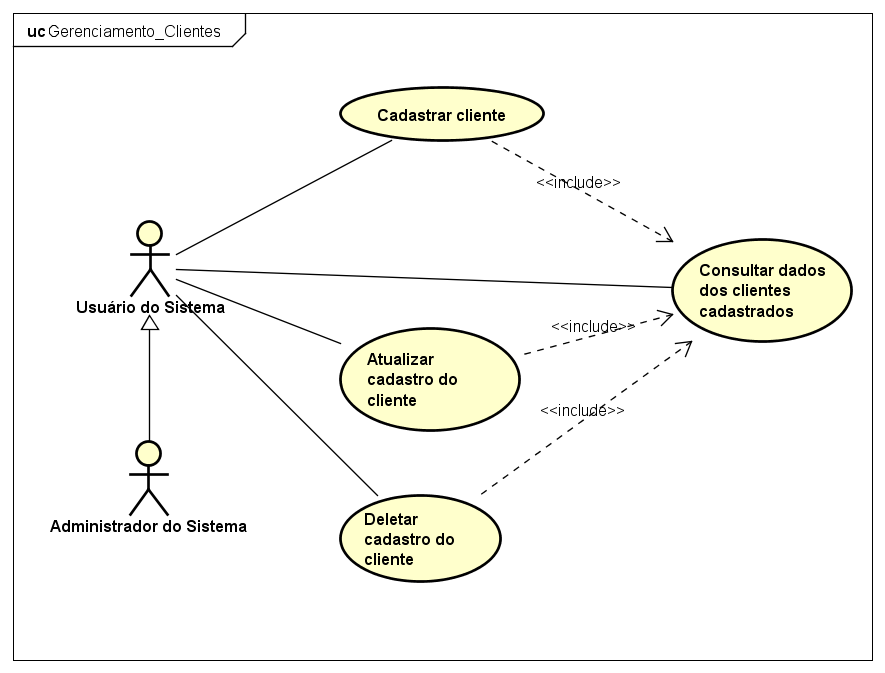 uc Gerenciamento_Clientes
Cadastrar cliente
<<include>>
Consultar dados
dos clientes
cadastrados
Usuário do Sistema
<<include>>
Atualizar
cadastro do
cliente
<<include>>
Administrador do Sistema
Deletar
cadastro do
cliente